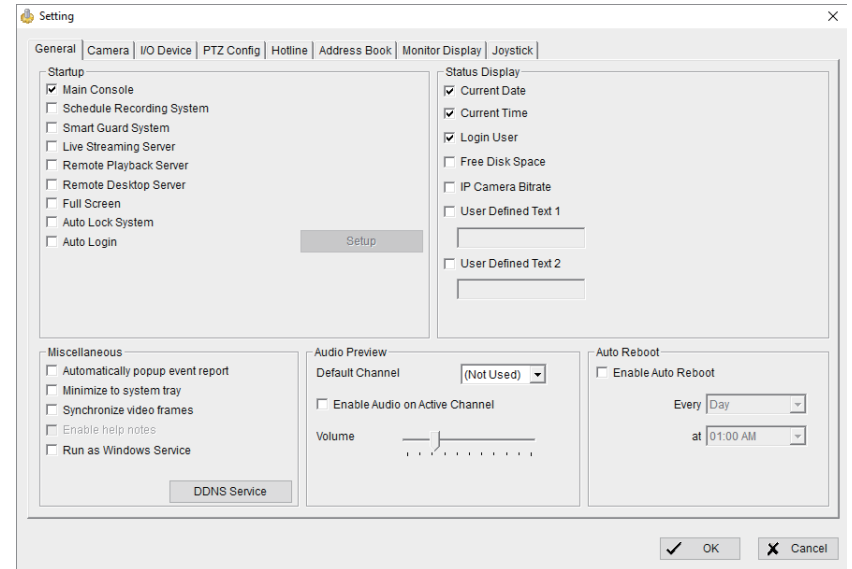 Setting
General Camera I/O Device PTZ Config Hotline Address Book Monitor Display Joystick
Startup
Main Console
Schedule Recording System
Smart Guard System
Live Streaming Server
Remote Playback Server
Remote Desktop Server
Full Screen
Auto Lock System
Auto Login
Setup
Status Display
Current Date
Current Time
Login User
Free Disk Space
IP Camera Bitrate
User Defined Text 1
User Defined Text 2
Miscellaneous
Automatically popup event report
Minimize to system tray
Synchronize video frames
Enable help notes
Run as Windows Service
DDNS Service
Audio Preview
Default Channel (Not Used)
Enable Audio on Active Channel
Volume
Auto Reboot
Enable Auto Reboot
Every Day
at 01:00 AM
OK Cancel